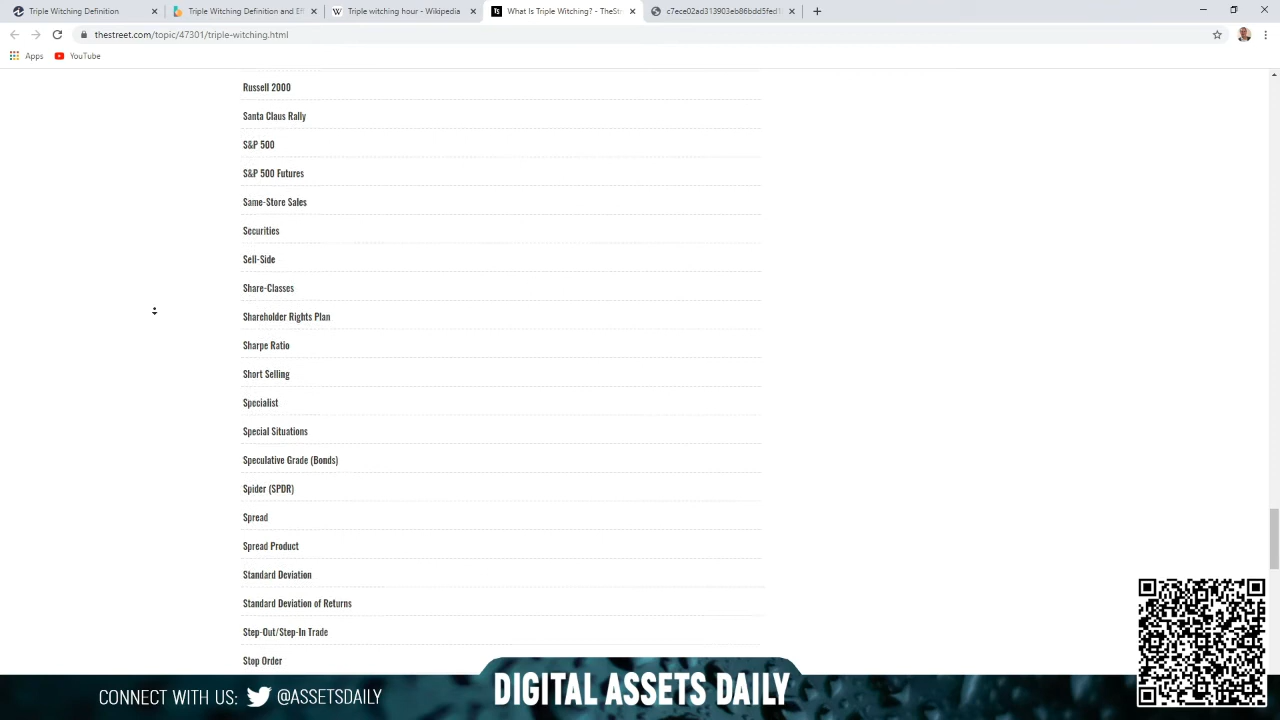 Triple Witching Definition
Triple Witching Definition and Ef
Triple witching hour - Wikipedia
What Is Triple Witching? - TheStr
c7ece02ad313903eb86bdd5fed1
thestreet.com/topic/47301/triple-witching.html
Apps
YouTube
Russell 2000
Santa Claus Rally
S&P 500
S&P 500 Futures
Same-Store Sales
Securities
Sell-Side
Share-Classes
Shareholder Rights Plan
Sharpe Ratio
Short Selling
Specialist
Special Situations
Speculative Grade (Bonds)
Spider (SPDR)
Spread
Spread Product
Standard Deviation
Standard Deviation of Returns
Step-Out/Step-In Trade
Stop Order
CONNECT WITH US: @ASSETSDAILY
DIGITAL ASSETS DAILY